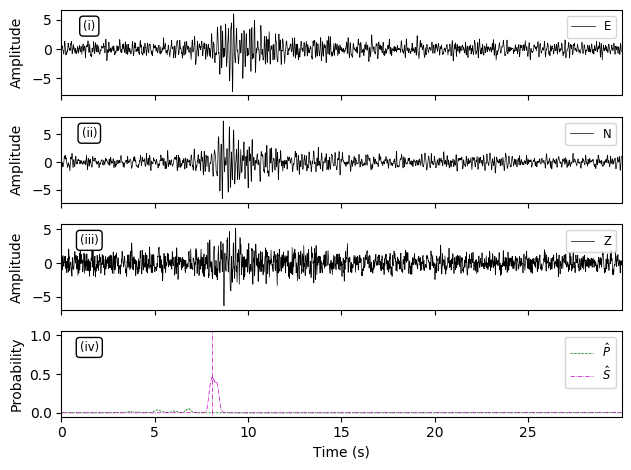 (i)
E
Amplitude
5
0
−5
(ii)
N
Amplitude
5
0
−5
(iii)
Z
Amplitude
5
0
−5
(iv)
P̂
Ŝ
Probability
1.0
0.5
0.0
0 5 10 15 20 25
Time (s)